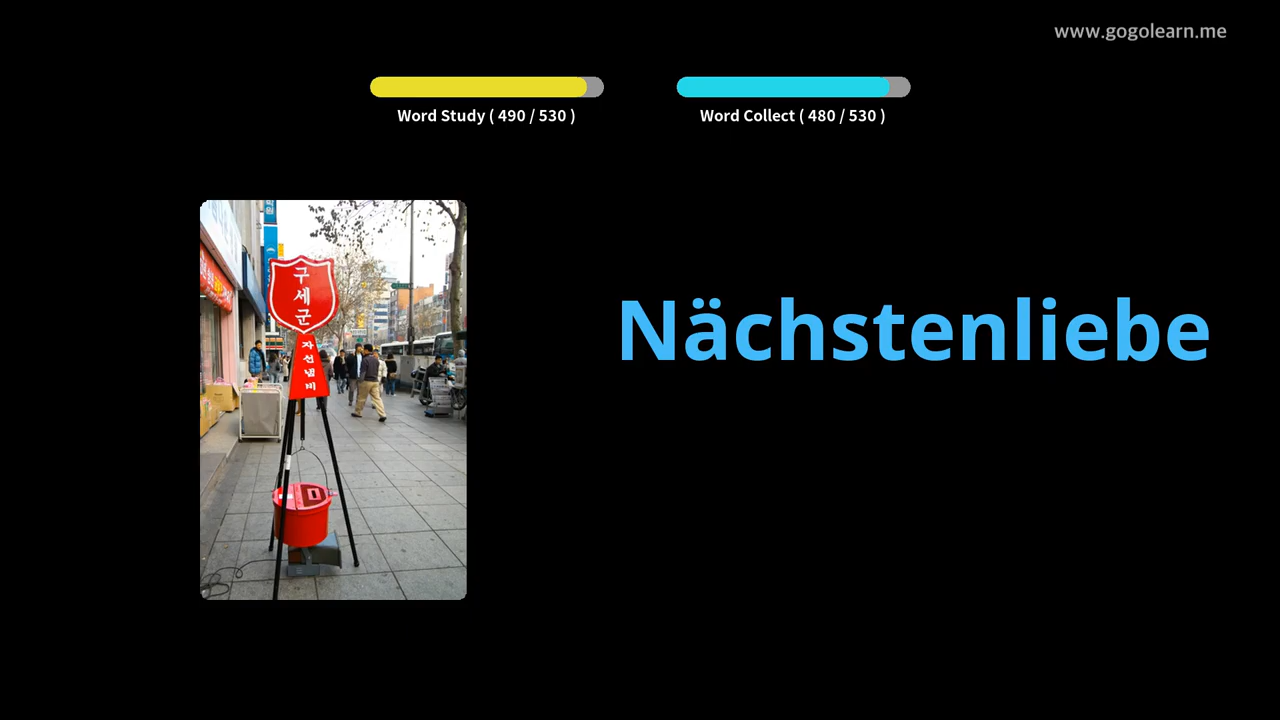 www.gogolearn.me
Word Study ( 490 / 530 )
Word Collect ( 480 / 530 )
구
세
군
자
선
냄
비
Nächstenliebe